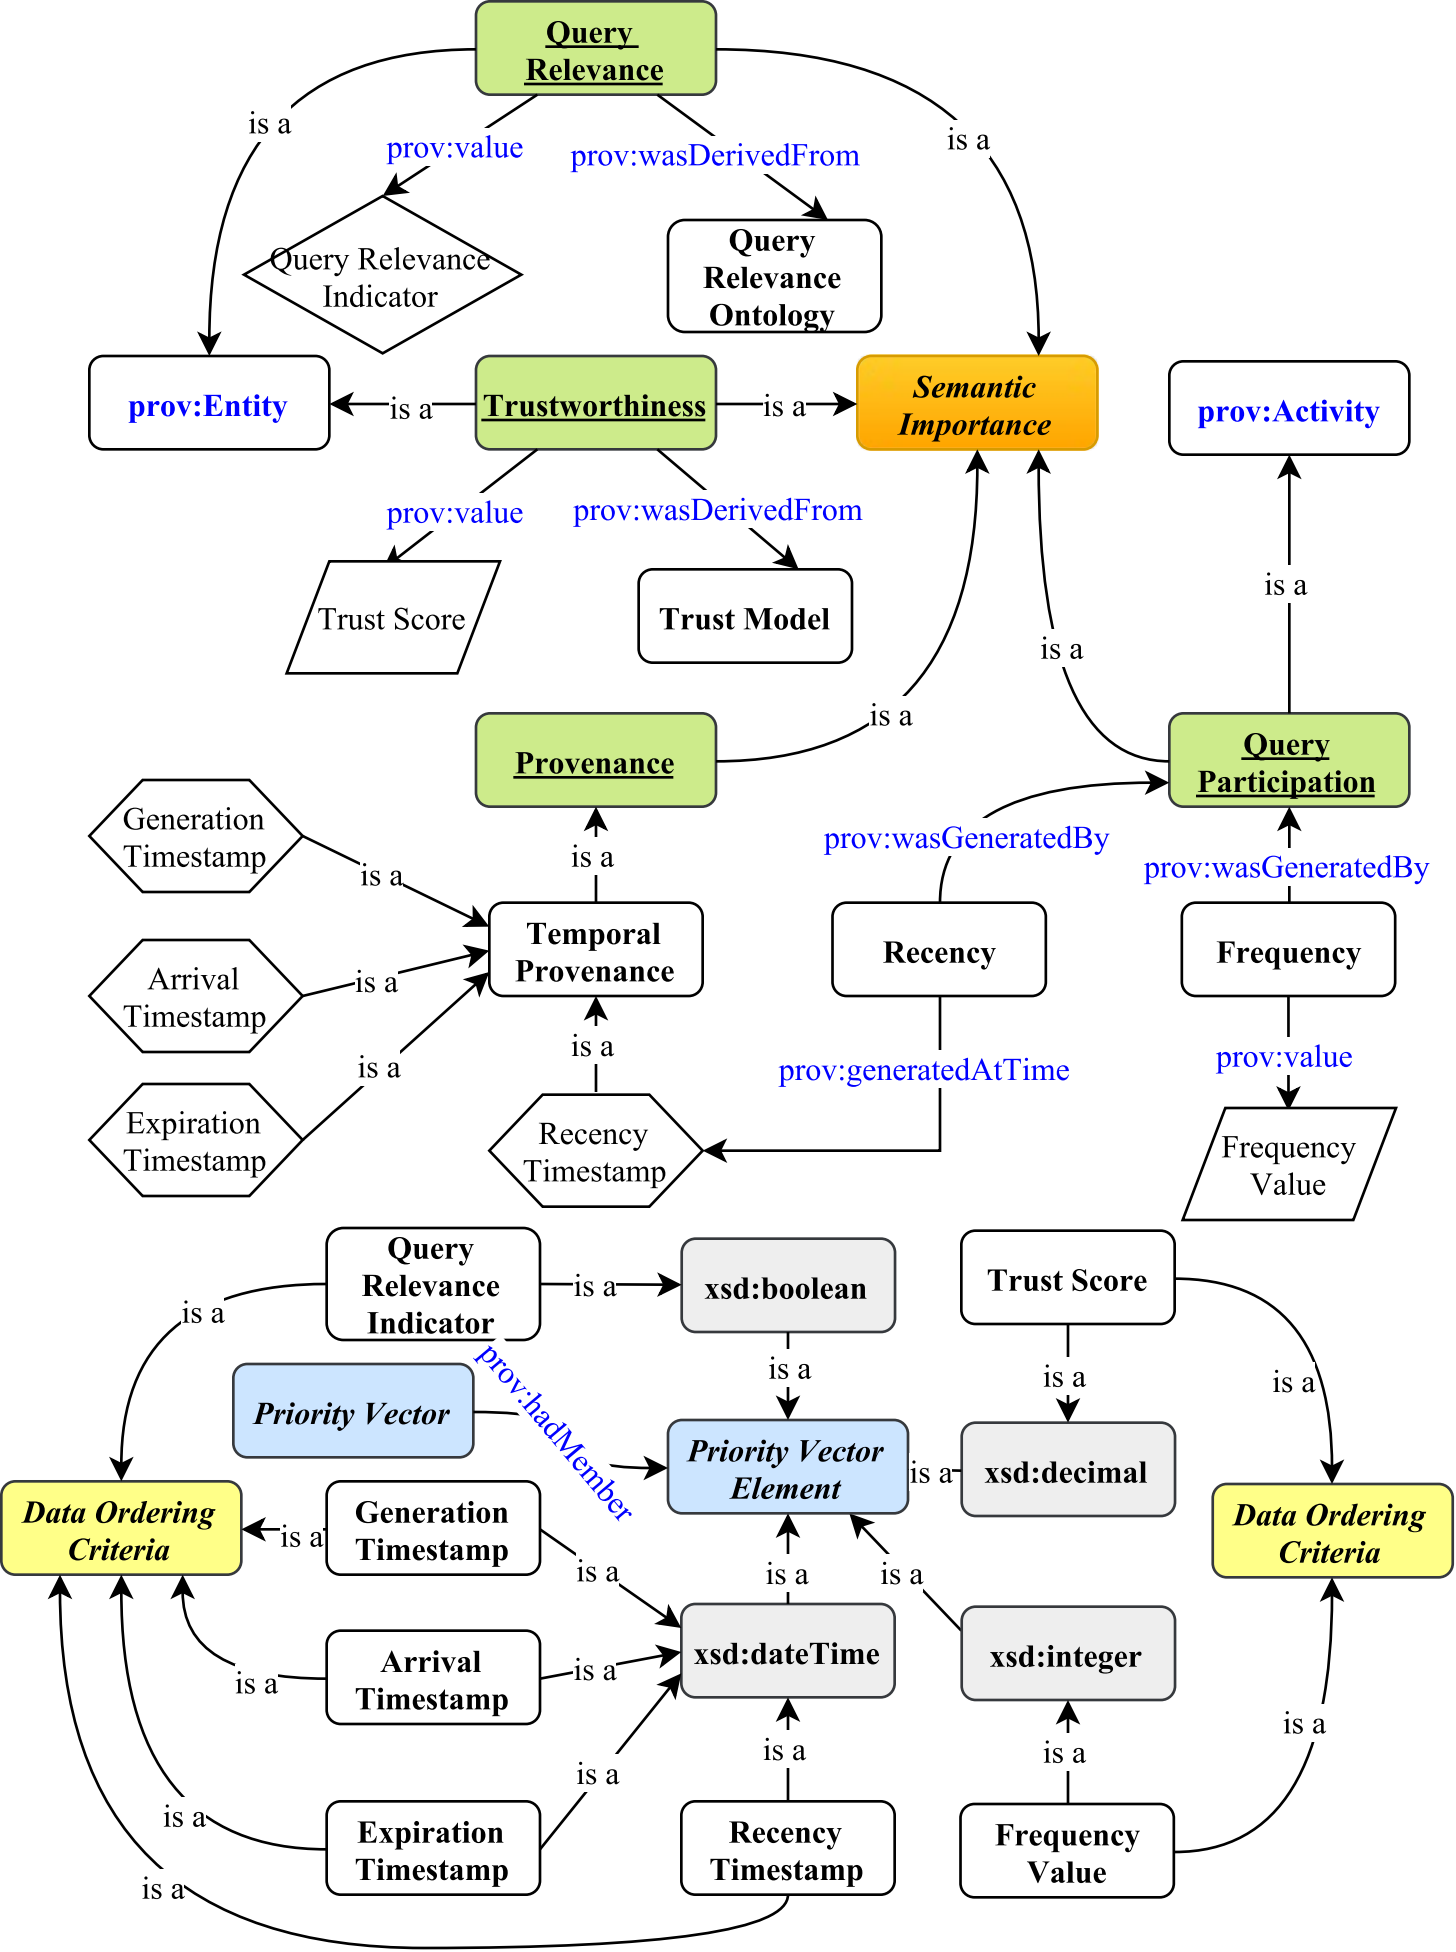 Query
Relevance
is a
is a
prov:value
prov:wasDerivedFrom
Query Relevance
Indicator
Query
Relevance
Ontology
prov:Entity
is a
Trustworthiness
is a
Semantic
Importance
prov:Activity
prov:value
prov:wasDerivedFrom
is a
Trust Score
Trust Model
is a
is a
Provenance
Query
Participation
Generation
Timestamp
is a
is a
prov:wasGeneratedBy
prov:wasGeneratedBy
Temporal
Provenance
Recency
Frequency
Arrival
Timestamp
is a
is a
is a
prov:generatedAtTime
prov:value
Expiration
Timestamp
Recency
Timestamp
Frequency
Value
Query
Relevance
Indicator
is a
is a
xsd:boolean
Trust Score
prov:hadMember
is a
is a
is a
Priority Vector
Priority Vector
Element
is a
xsd:decimal
Data Ordering
Criteria
is a
Generation
Timestamp
Data Ordering
Criteria
is a
is a
is a
Arrival
Timestamp
is a
is a
xsd:dateTime
xsd:integer
is a
is a
is a
is a
is a
Expiration
Timestamp
Recency
Timestamp
Frequency
Value
is a